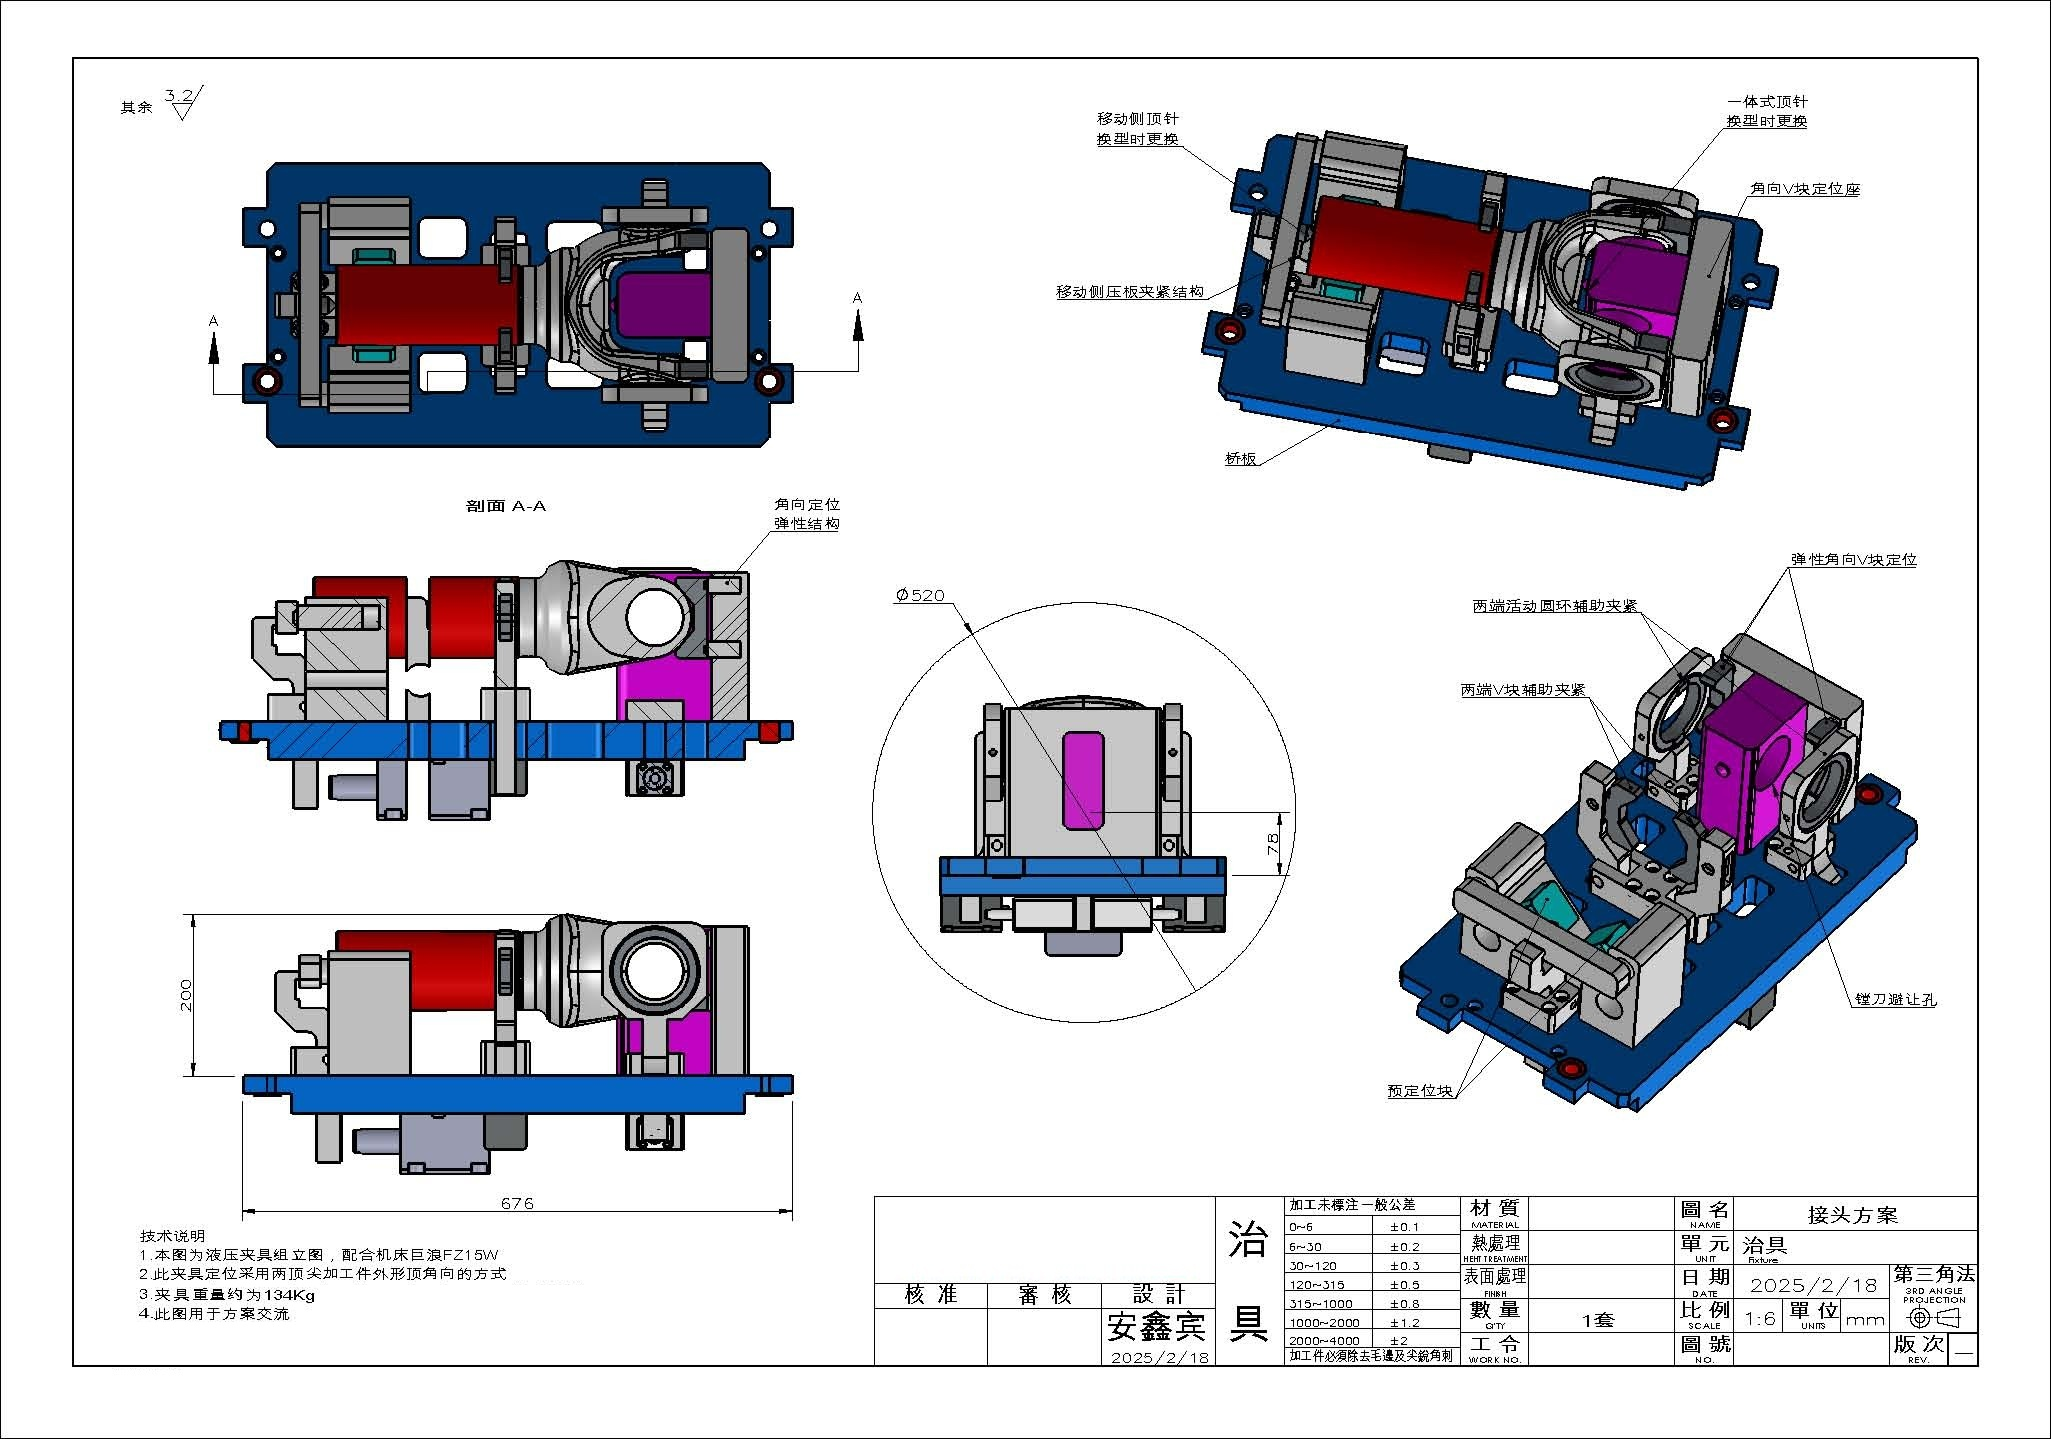 其余 3.2
移动侧顶针
换型时更换
一体式顶针
换型时更换
角向V块定位座
移动侧压板夹紧结构
桥板
A
A
剖面 A-A
角向定位
弹性结构
Ø520
78
弹性角向V块定位
两端活动圆环辅助夹紧
两端V块辅助夹紧
镗刀避让孔
预定位块
200
676
技术说明
1.本图为液压夹具组立图，配合机床巨浪FZ15W
2.此夹具定位采用两顶尖加工件外形顶角向的方式
3.夹具重量约为134Kg
4.此图用于方案交流
核 准
審 核
設 計
安鑫宾
2025/2/18
治具
加工未標注一般公差
0~6 ±0.1
6~30 ±0.2
30~120 ±0.3
120~315 ±0.5
315~1000 ±0.8
1000~2000 ±1.2
2000~4000 ±2
加工件必須除去毛邊及尖銳角刺
材 質
MATERIAL
熱處理
HEHT TREATMENT
表面處理
FINISH
數 量
Q'TY
1套
工 令
WORK NO.
圖 名
NAME
接头方案
單 元
UNIT
治具
Fixture
日 期
DATE
2025/2/18
比 例
SCALE
1:6
單 位
UNITS
mm
圖 號
NO.
第三角法
3RD ANGLE
PROJECTION
版 次
REV.
—